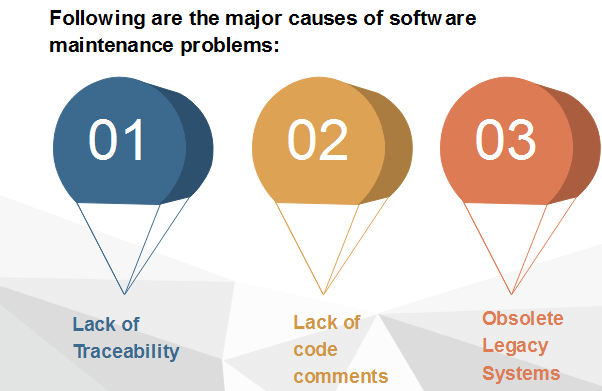 Following are the major causes of software
maintenance problems:
01
02
03
Lack of
Traceability
Lack of
code
comments
Obsolete
Legacy
Systems